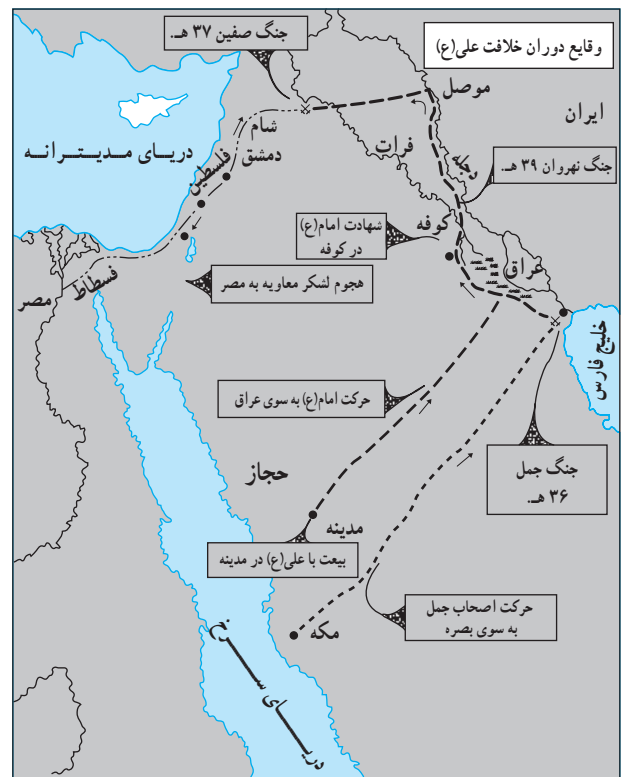 وقایع دوران خلافت علی(ع)
جنگ صفین ۳۷ هـ.
موصل
ایران
شام
دمشق
فلسطین
دریای مدیترانه
فرات
دجله
جنگ نهروان ۳۹ هـ.
شهادت امام(ع)
در کوفه
کوفه
عراق
هجوم لشکر معاویه به مصر
فسطاط
مصر
خلیج فارس
حرکت امام(ع) به سوی عراق
جنگ جمل
۳۶ هـ.
حجاز
مدینه
بیعت با علی(ع) در مدینه
حرکت اصحاب جمل
به سوی بصره
مکه
دریای سرخ